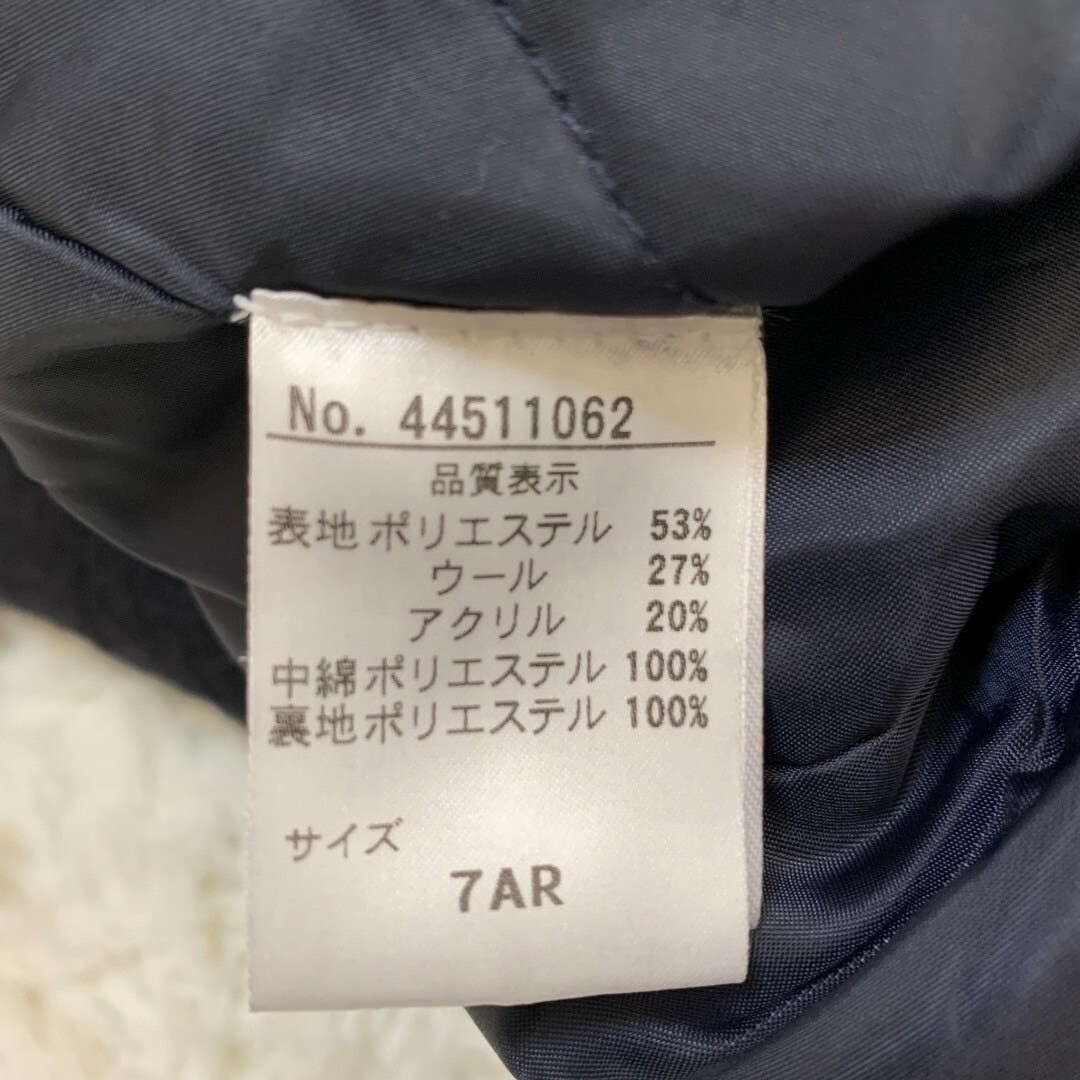 No. 44511062
品質表示
表地 ポリエステル 53%
ウール 27%
アクリル 20%
中綿 ポリエステル 100%
裏地 ポリエステル 100%
サイズ
7AR